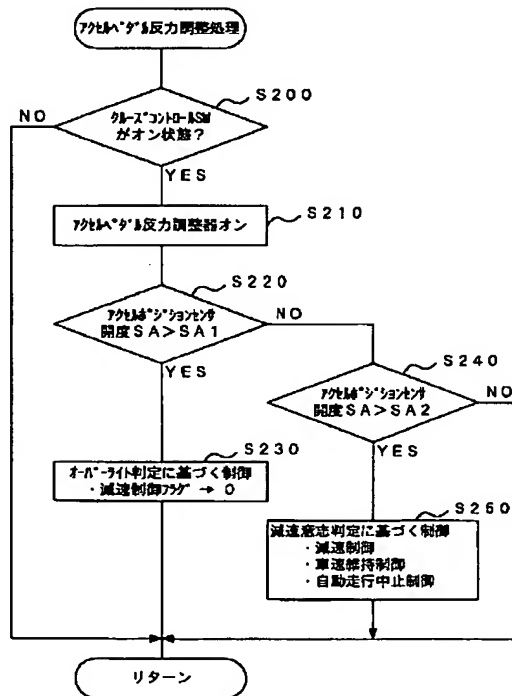 アクセルペダル反力調整処理
S200
NO
クルーズコントロールSW
がオン状態?
YES
S210
アクセルペダル反力調整器オン
S220
アクセルポジションセンサ
開度SA>SA1
NO
YES
S240
アクセルポジションセンサ
開度SA>SA2
NO
YES
S230
オーバーライト判定に基づく制御
・減速制御フラグ → 0
S250
減速意志判定に基づく制御
・減速制御
・車速維持制御
・自動走行中止制御
リターン